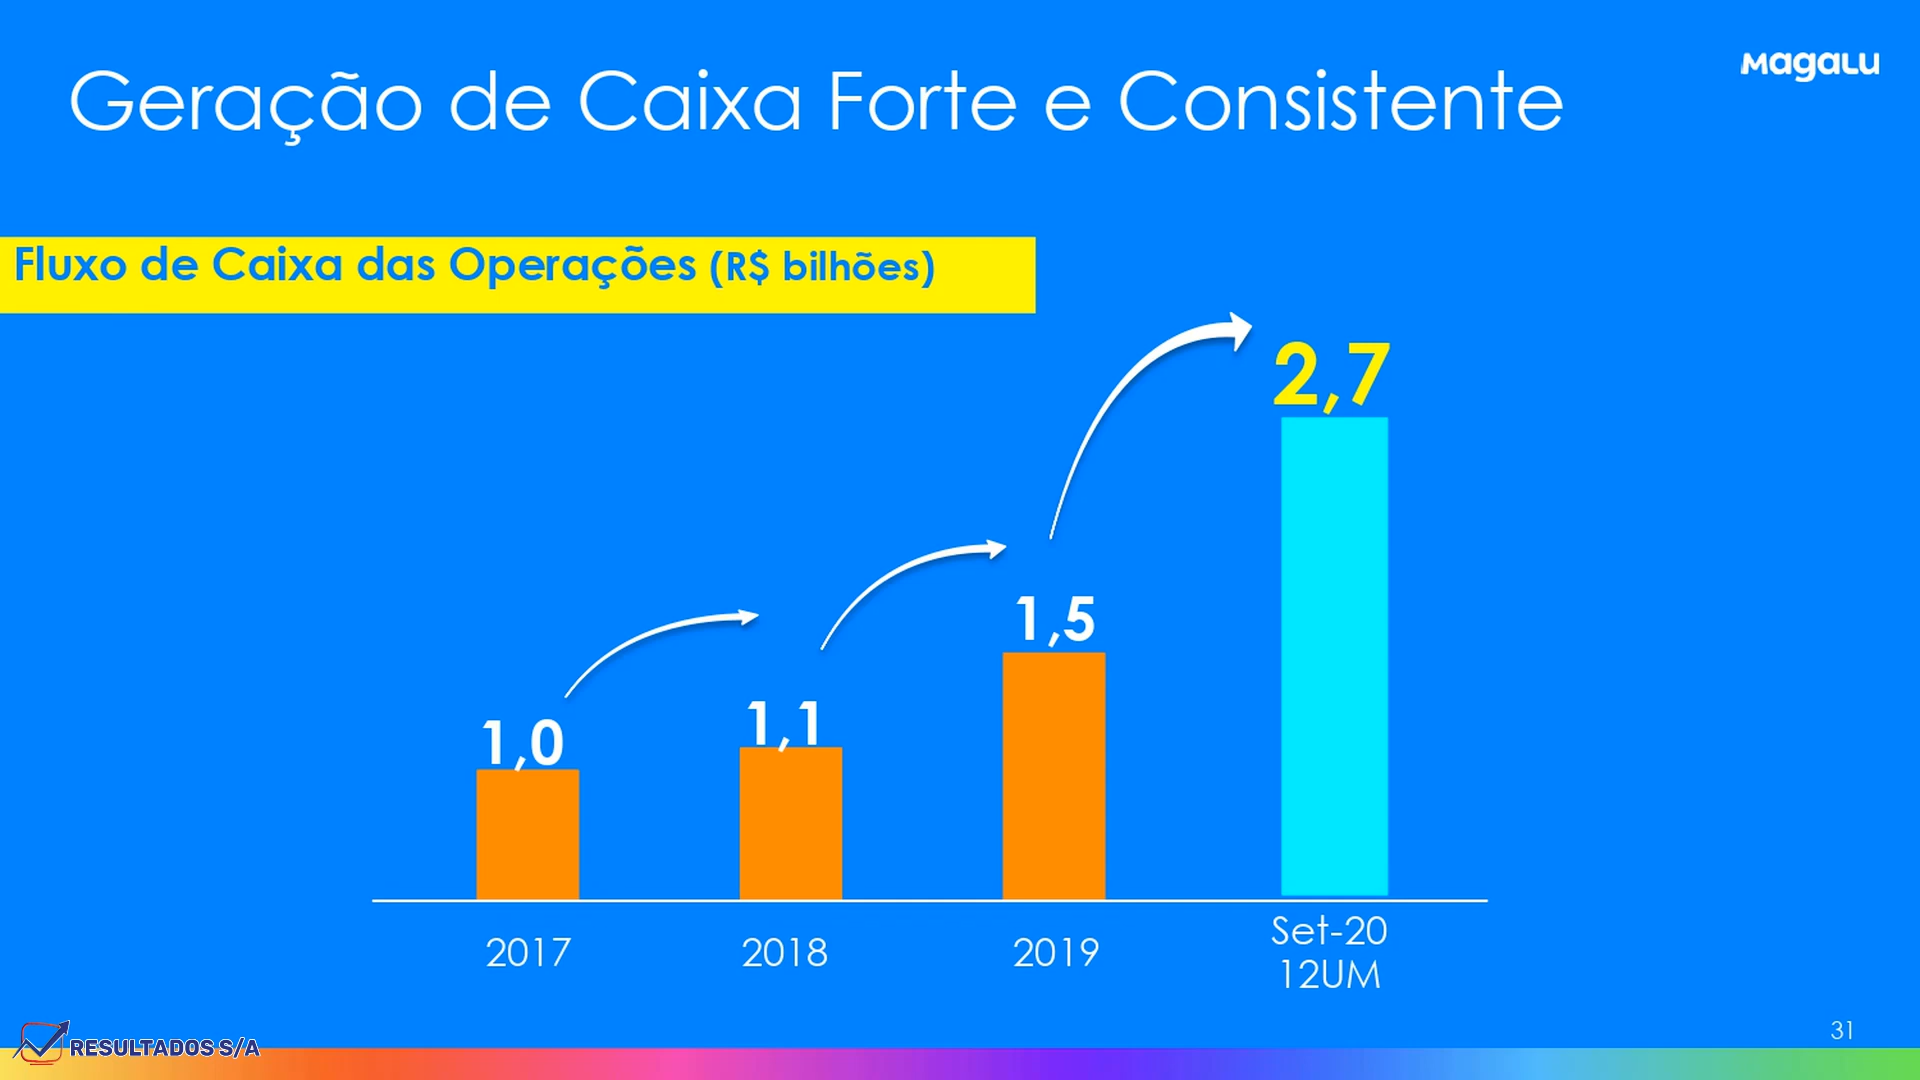 Geração de Caixa Forte e Consistente
MagaLu
Fluxo de Caixa das Operações (R$ bilhões)
2,7
1,5
1,1
1,0
2017
2018
2019
Set-20
12UM
31
RESULTADOS S/A